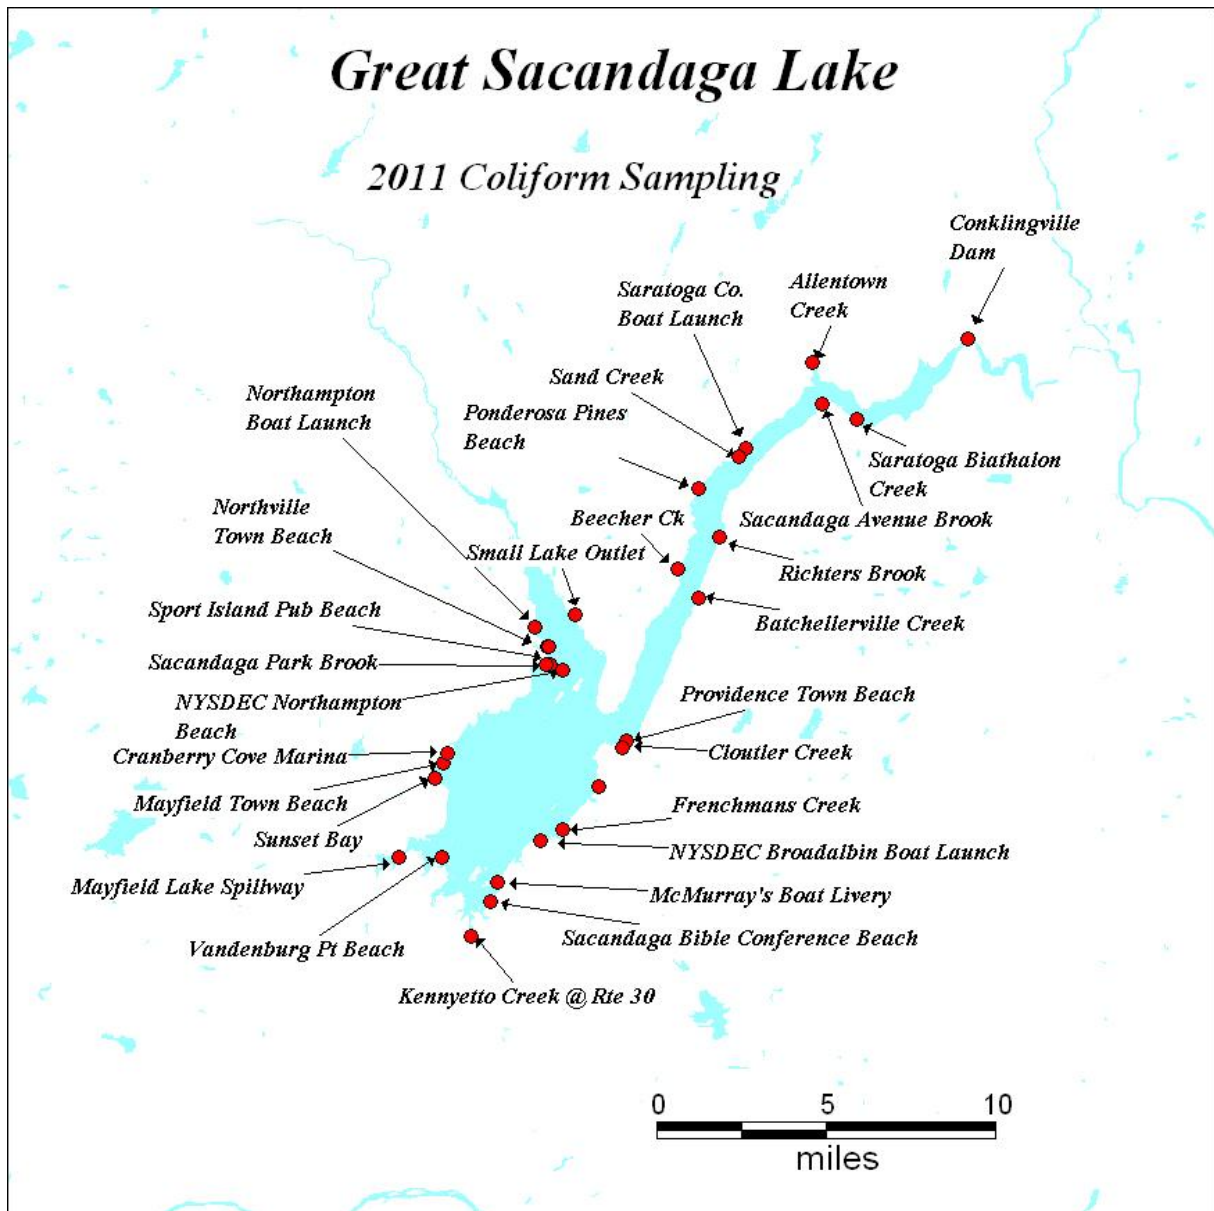 Great Sacandaga Lake
2011 Coliform Sampling
Conklingville
Dam
Allentown
Creek
Saratoga Co.
Boat Launch
Sand Creek
Northampton
Boat Launch
Ponderosa Pines
Beach
Saratoga Biathalon
Creek
Northville
Town Beach
Beecher Ck
Sacandaga Avenue Brook
Small Lake Outlet
Richters Brook
Sport Island Pub Beach
Batchellerville Creek
Sacandaga Park Brook
NYSDEC Northampton
Beach
Providence Town Beach
Cranberry Cove Marina
Cloutier Creek
Mayfield Town Beach
Frenchmans Creek
Sunset Bay
NYSDEC Broadalbin Boat Launch
Mayfield Lake Spillway
McMurray's Boat Livery
Vandenburg Pt Beach
Sacandaga Bible Conference Beach
Kennyetto Creek @ Rte 30
0 5 10
miles